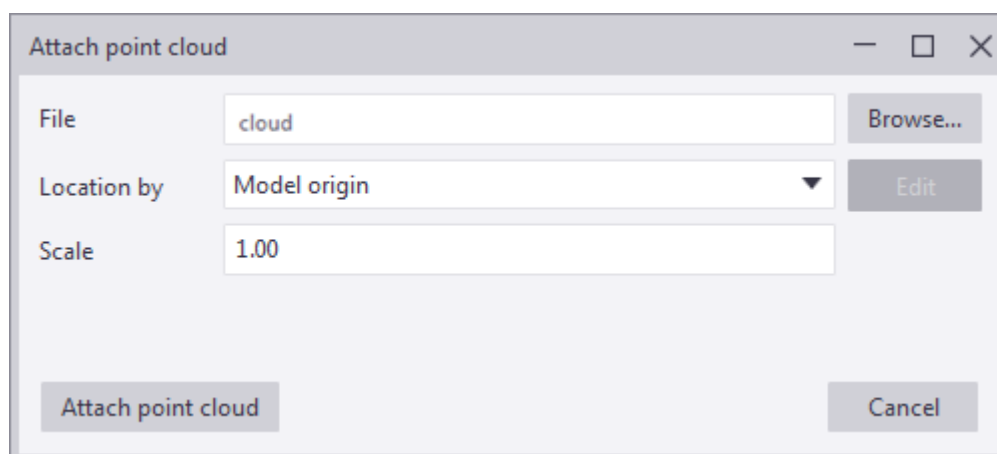 Attach point cloud
File cloud Browse...
Location by Model origin Edit
Scale 1.00
Attach point cloud Cancel